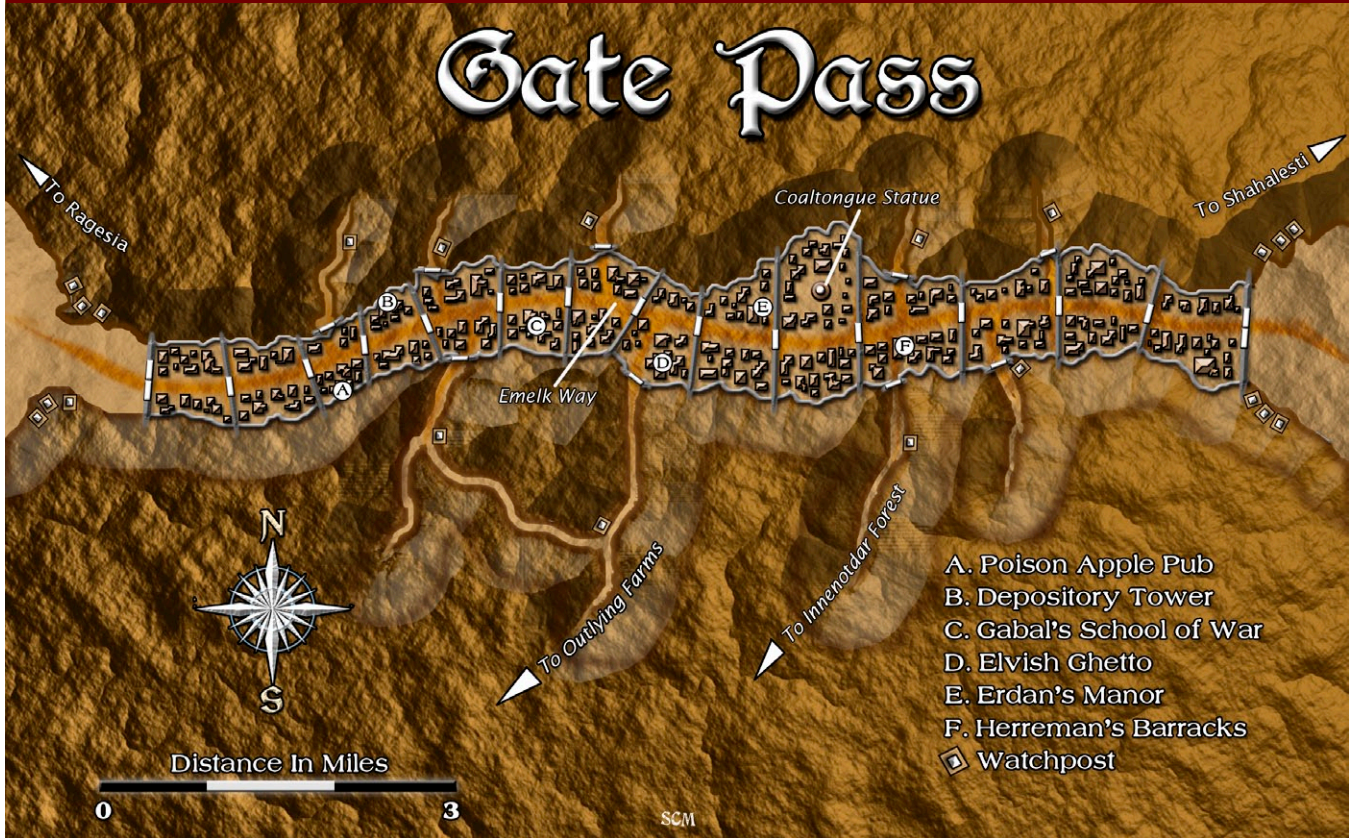 Gate Pass
To Ragesia
To Shahalesti
Coaltongue Statue
B
E
C
F
D
A
Emelk Way
N
S
To Outlying Farms
To Innenotdar Forest
A. Poison Apple Pub
B. Depository Tower
C. Gabal's School of War
D. Elvish Ghetto
E. Erdan's Manor
F. Herreman's Barracks
Watchpost
Distance In Miles
0 3
SCM